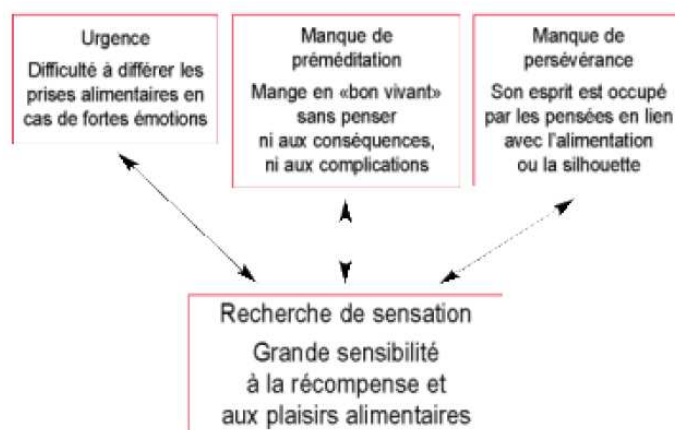 Urgence
Difficulté à différer les
prises alimentaires en
cas de fortes émotions
Manque de
préméditation
Mange en «bon vivant»
sans penser
ni aux conséquences,
ni aux complications
Manque de
persévérance
Son esprit est occupé
par les pensées en lien
avec l'alimentation
ou la silhouette
Recherche de sensation
Grande sensibilité
à la récompense et
aux plaisirs alimentaires